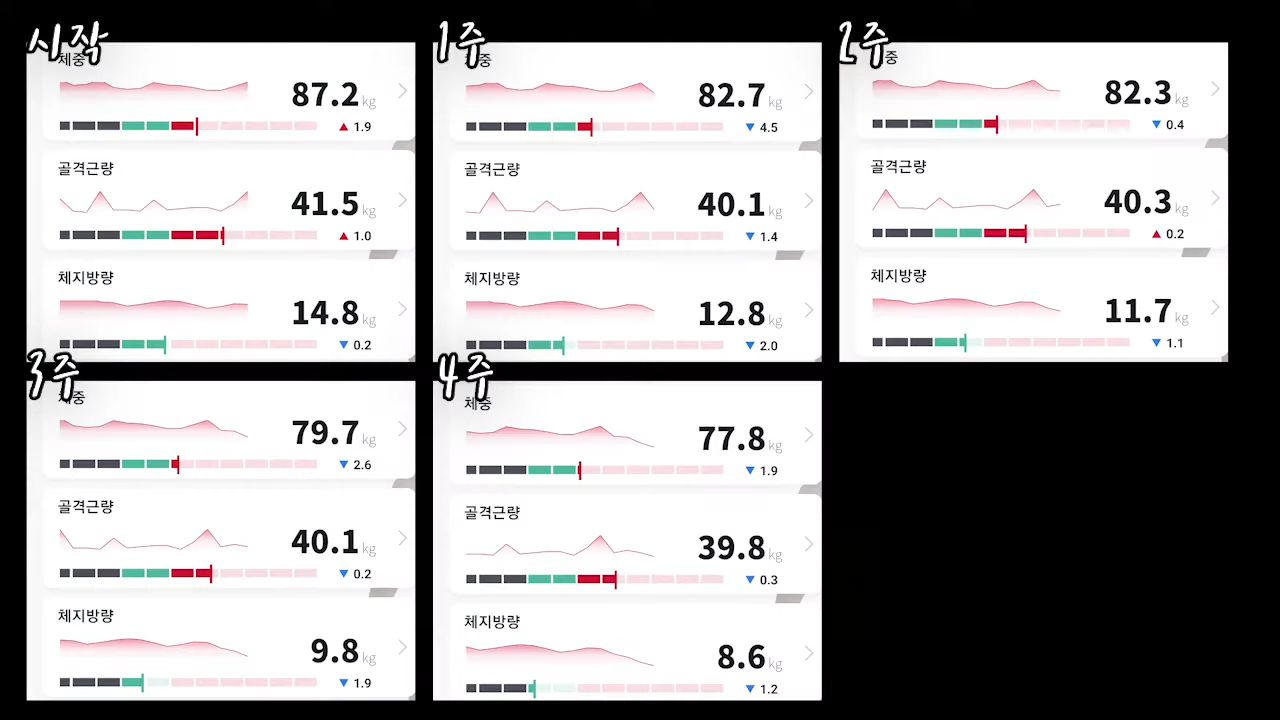 시작
체중
87.2 kg
▲ 1.9
골격근량
41.5 kg
▲ 1.0
체지방량
14.8 kg
▼ 0.2
1주
체중
82.7 kg
▼ 4.5
골격근량
40.1 kg
▼ 1.4
체지방량
12.8 kg
▼ 2.0
2주
체중
82.3 kg
▼ 0.4
골격근량
40.3 kg
▲ 0.2
체지방량
11.7 kg
▼ 1.1
3주
체중
79.7 kg
▼ 2.6
골격근량
40.1 kg
▼ 0.2
체지방량
9.8 kg
▼ 1.9
4주
체중
77.8 kg
▼ 1.9
골격근량
39.8 kg
▼ 0.3
체지방량
8.6 kg
▼ 1.2